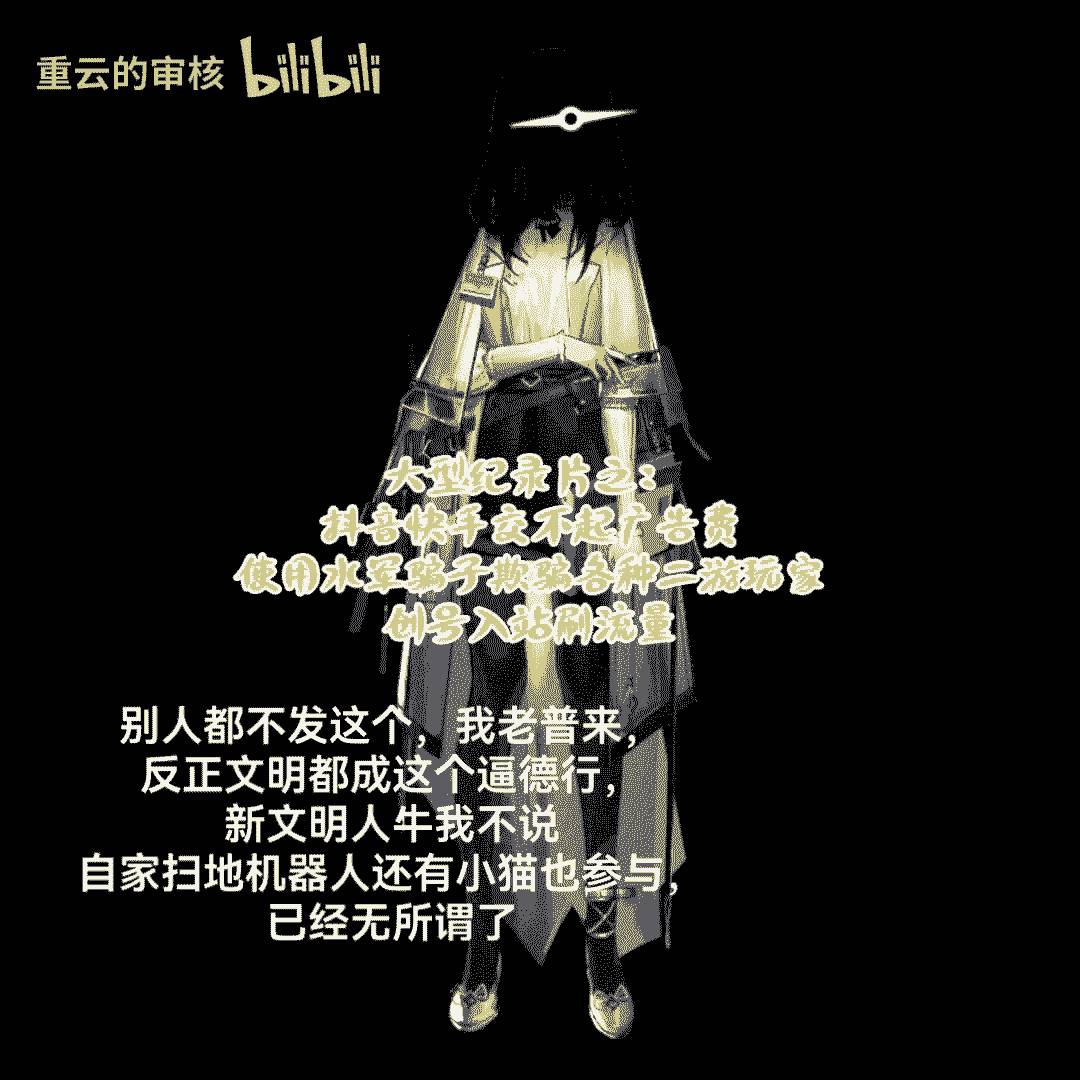 重云的审核 bilibili
大型纪录片之：
抖音快手交不起广告费
使用水军骗子欺骗各种二游玩家
创号入站刷流量
别人都不发这个，我老普来，
反正文明都成这个逼德行，
新文明人牛我不说
自家扫地机器人还有小猫也参与，
已经无所谓了